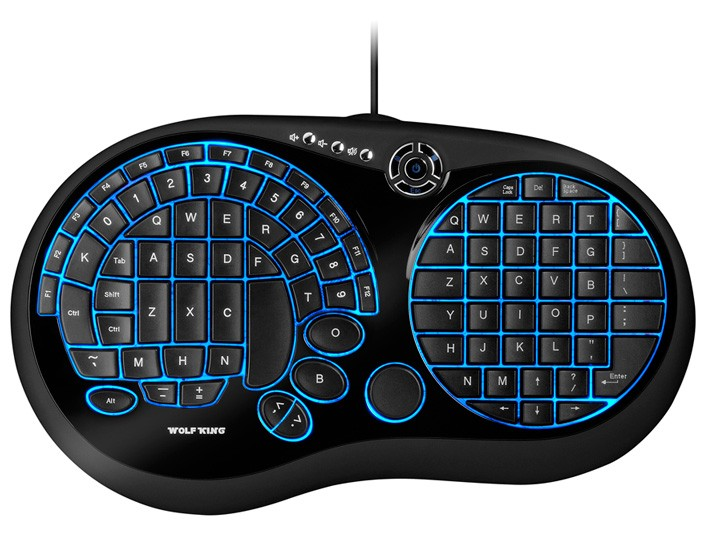 F1 F2 F3 F4 F5 F6 F7 F8 F9 F10 F11 F12
K 0 1 2 3 4 5 6 7 8 9
Q W E R
Tab A S D F G
Ctrl Shift Z X C T
Ctrl
~ M H N O
Alt - + = B
< >
WOLF KING
Caps Lock Del Back Space
Q W E R T [
A S D F G ] }
Z X C V B | \
Y U I O P : ;
H J K L " '
N M ↑ ? / Enter
← ↓ →